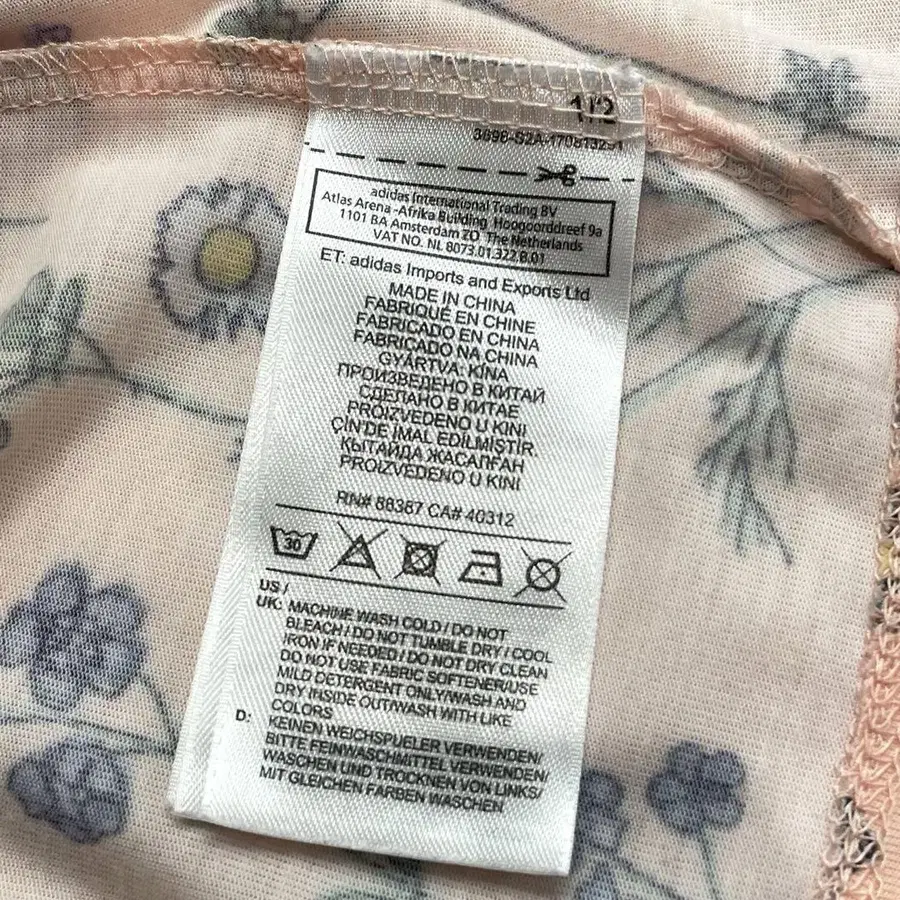 1/2
3698-S2A-170813291
adidas International Trading BV
Atlas Arena -Afrika Building Hoogoorddreef 9a
1101 BA Amsterdam ZO The Netherlands
VAT NO. NL 8073.01.322.B.01
ET: adidas Imports and Exports Ltd
MADE IN CHINA
FABRIQUÉ EN CHINE
FABRICADO EN CHINA
FABRICADO NA CHINA
GYÁRTVA: KÍNA
ПРОИЗВЕДЕНО В КИТАЙ
СДЕЛАНО В КИТАЕ
PROIZVEDENO U KINI
ÇİN'DE İMAL EDİLMİŞTİR.
ҚЫТАЙДА ЖАСАЛҒАН
PROIZVEDENO U KINI
RN# 88387 CA# 40312
30
US /
UK: MACHINE WASH COLD / DO NOT
BLEACH / DO NOT TUMBLE DRY / COOL
IRON IF NEEDED / DO NOT DRY CLEAN
DO NOT USE FABRIC SOFTENER/USE
MILD DETERGENT ONLY/WASH AND
DRY INSIDE OUT/WASH WITH LIKE
COLORS
D: KEINEN WEICHSPUELER VERWENDEN/
BITTE FEINWASCHMITTEL VERWENDEN/
WASCHEN UND TROCKNEN VON LINKS/
MIT GLEICHEN FARBEN WASCHEN